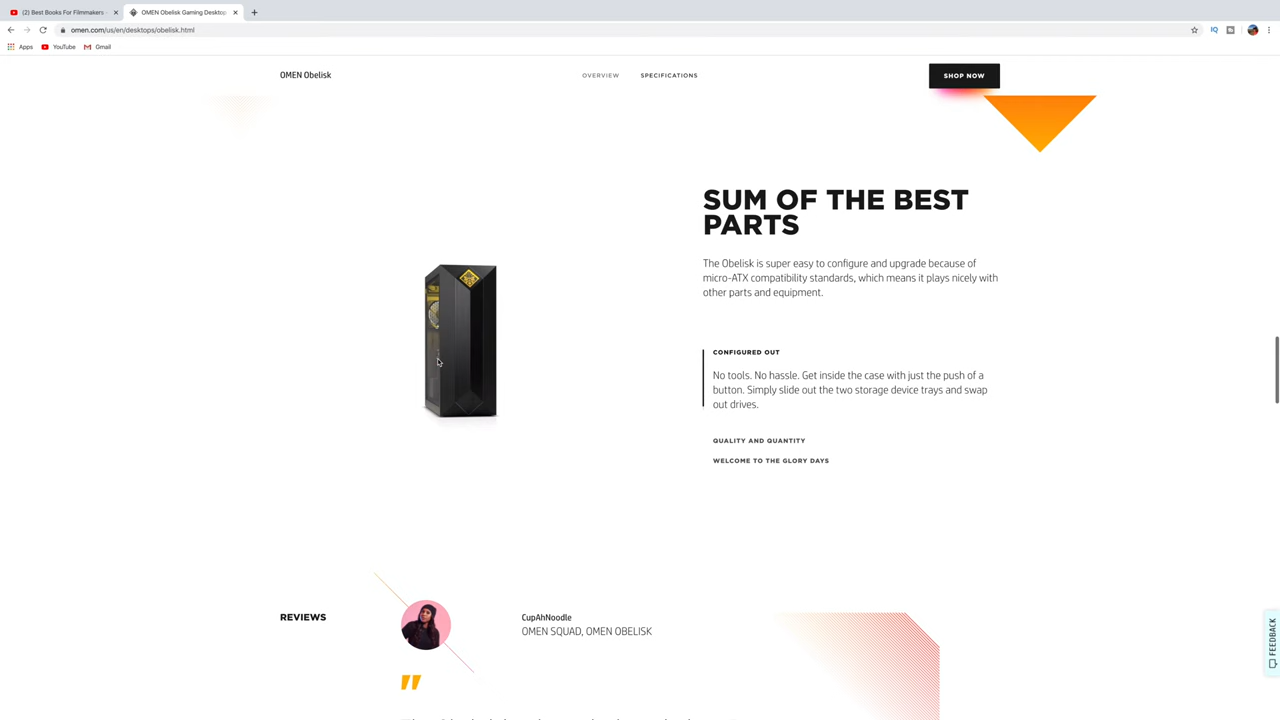 (2) Best Books For Filmmakers -
OMEN Obelisk Gaming Desktop
omen.com/us/en/desktops/obelisk.html
Apps
YouTube
Gmail
IQ
OMEN Obelisk
OVERVIEW
SPECIFICATIONS
SHOP NOW
SUM OF THE BEST
PARTS
The Obelisk is super easy to configure and upgrade because of
micro-ATX compatibility standards, which means it plays nicely with
other parts and equipment.
CONFIGURED OUT
No tools. No hassle. Get inside the case with just the push of a
button. Simply slide out the two storage device trays and swap
out drives.
QUALITY AND QUANTITY
WELCOME TO THE GLORY DAYS
REVIEWS
CupAhNoodle
OMEN SQUAD, OMEN OBELISK
"
FEEDBACK